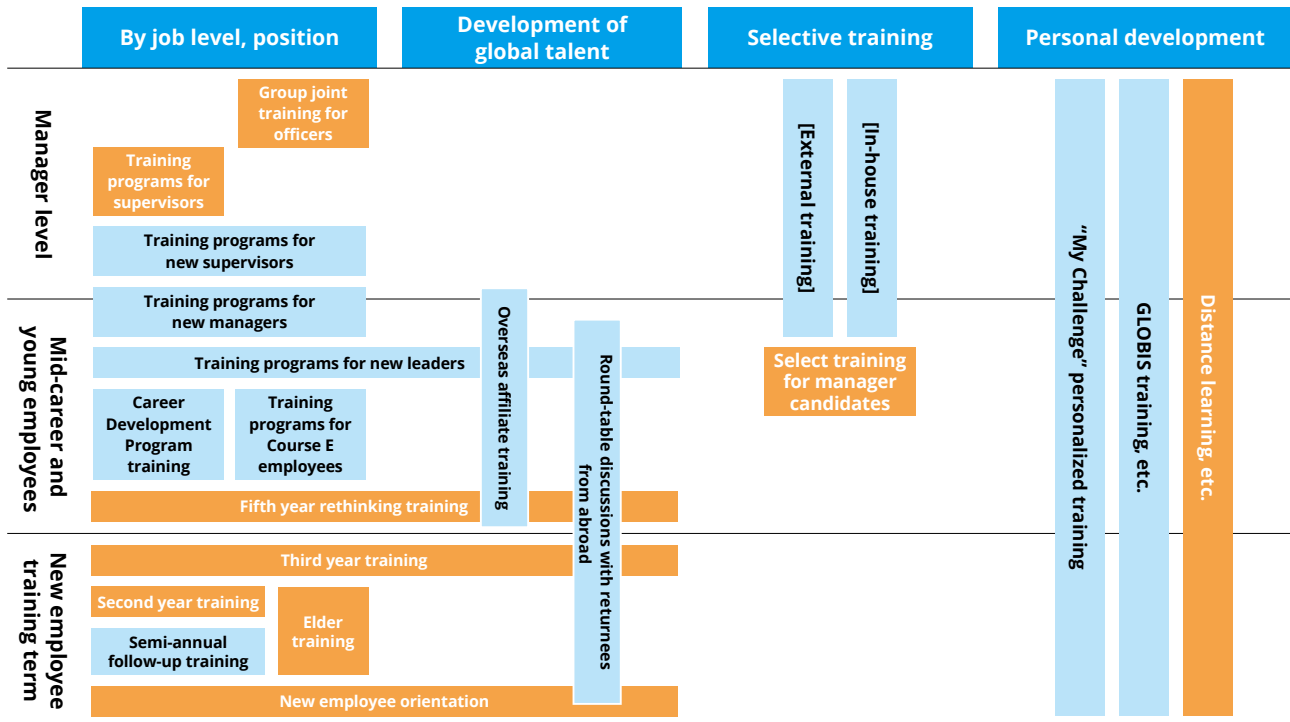 By job level, position
Development of
global talent
Selective training
Personal development
Manager level
Group joint
training for
officers
Training
programs for
supervisors
Training programs for
new supervisors
Training programs for
new managers
[External training]
[In-house training]
"My Challenge" personalized training
GLOBIS training, etc.
Distance learning, etc.
Mid-career and
young employees
Training programs for new leaders
Career
Development
Program
training
Training
programs for
Course E
employees
Fifth year rethinking training
Overseas affiliate training
Round-table discussions with returnees
from abroad
Select training
for manager
candidates
New employee
training term
Third year training
Second year training
Semi-annual
follow-up training
Elder
training
New employee orientation